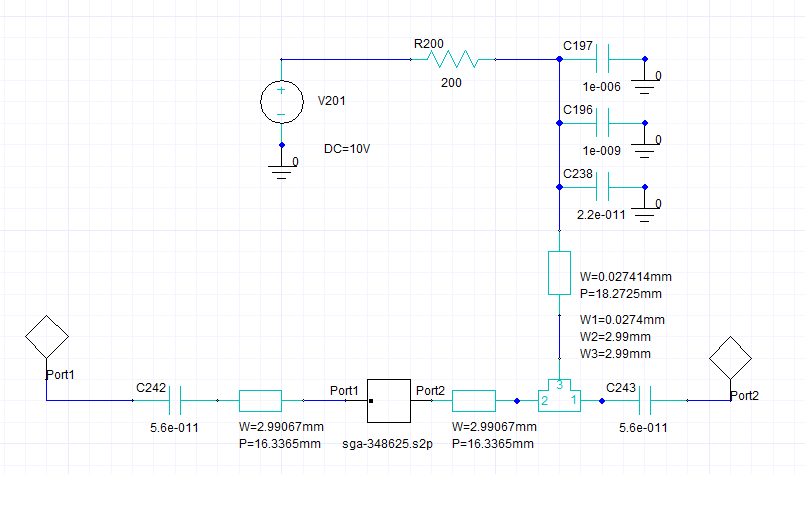 R200
C197
0
200
1e-006
V201
C196
0
1e-009
DC=10V
0
C238
0
2.2e-011
W=0.027414mm
P=18.2725mm
W1=0.0274mm
W2=2.99mm
W3=2.99mm
Port1
C242
Port1
Port2
3
2
1
C243
Port2
5.6e-011
W=2.99067mm
P=16.3365mm
sga-348625.s2p
W=2.99067mm
P=16.3365mm
5.6e-011